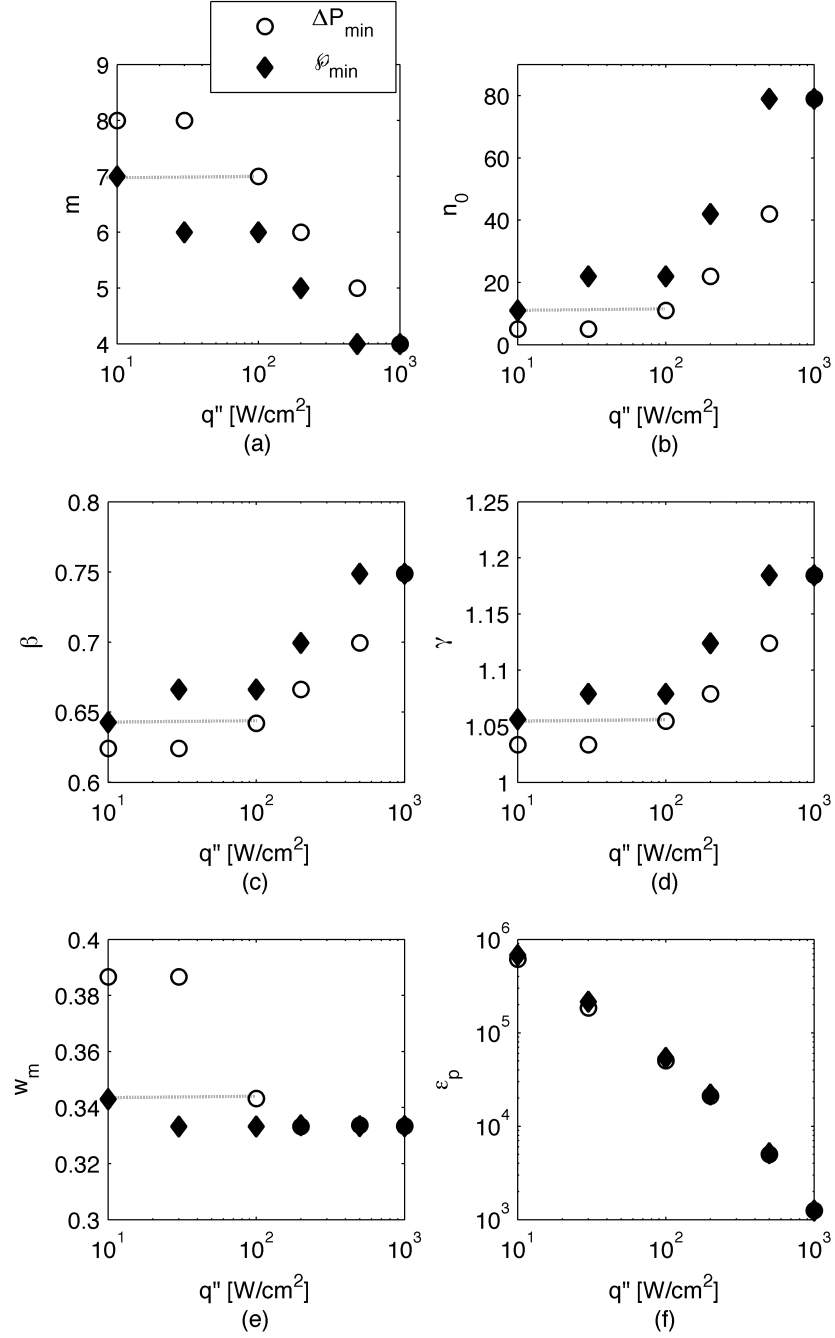 ΔP_min
℘_min
9
8
7
6
5
4
m
10^1 10^2 10^3
q" [W/cm^2]
(a)
80
60
40
20
0
n_0
10^1 10^2 10^3
q" [W/cm^2]
(b)
0.8
0.75
0.7
0.65
0.6
β
10^1 10^2 10^3
q" [W/cm^2]
(c)
1.25
1.2
1.15
1.1
1.05
1
γ
10^1 10^2 10^3
q" [W/cm^2]
(d)
0.4
0.38
0.36
0.34
0.32
0.3
w_m
10^1 10^2 10^3
q" [W/cm^2]
(e)
10^6
10^5
10^4
10^3
ε_p
10^1 10^2 10^3
q" [W/cm^2]
(f)